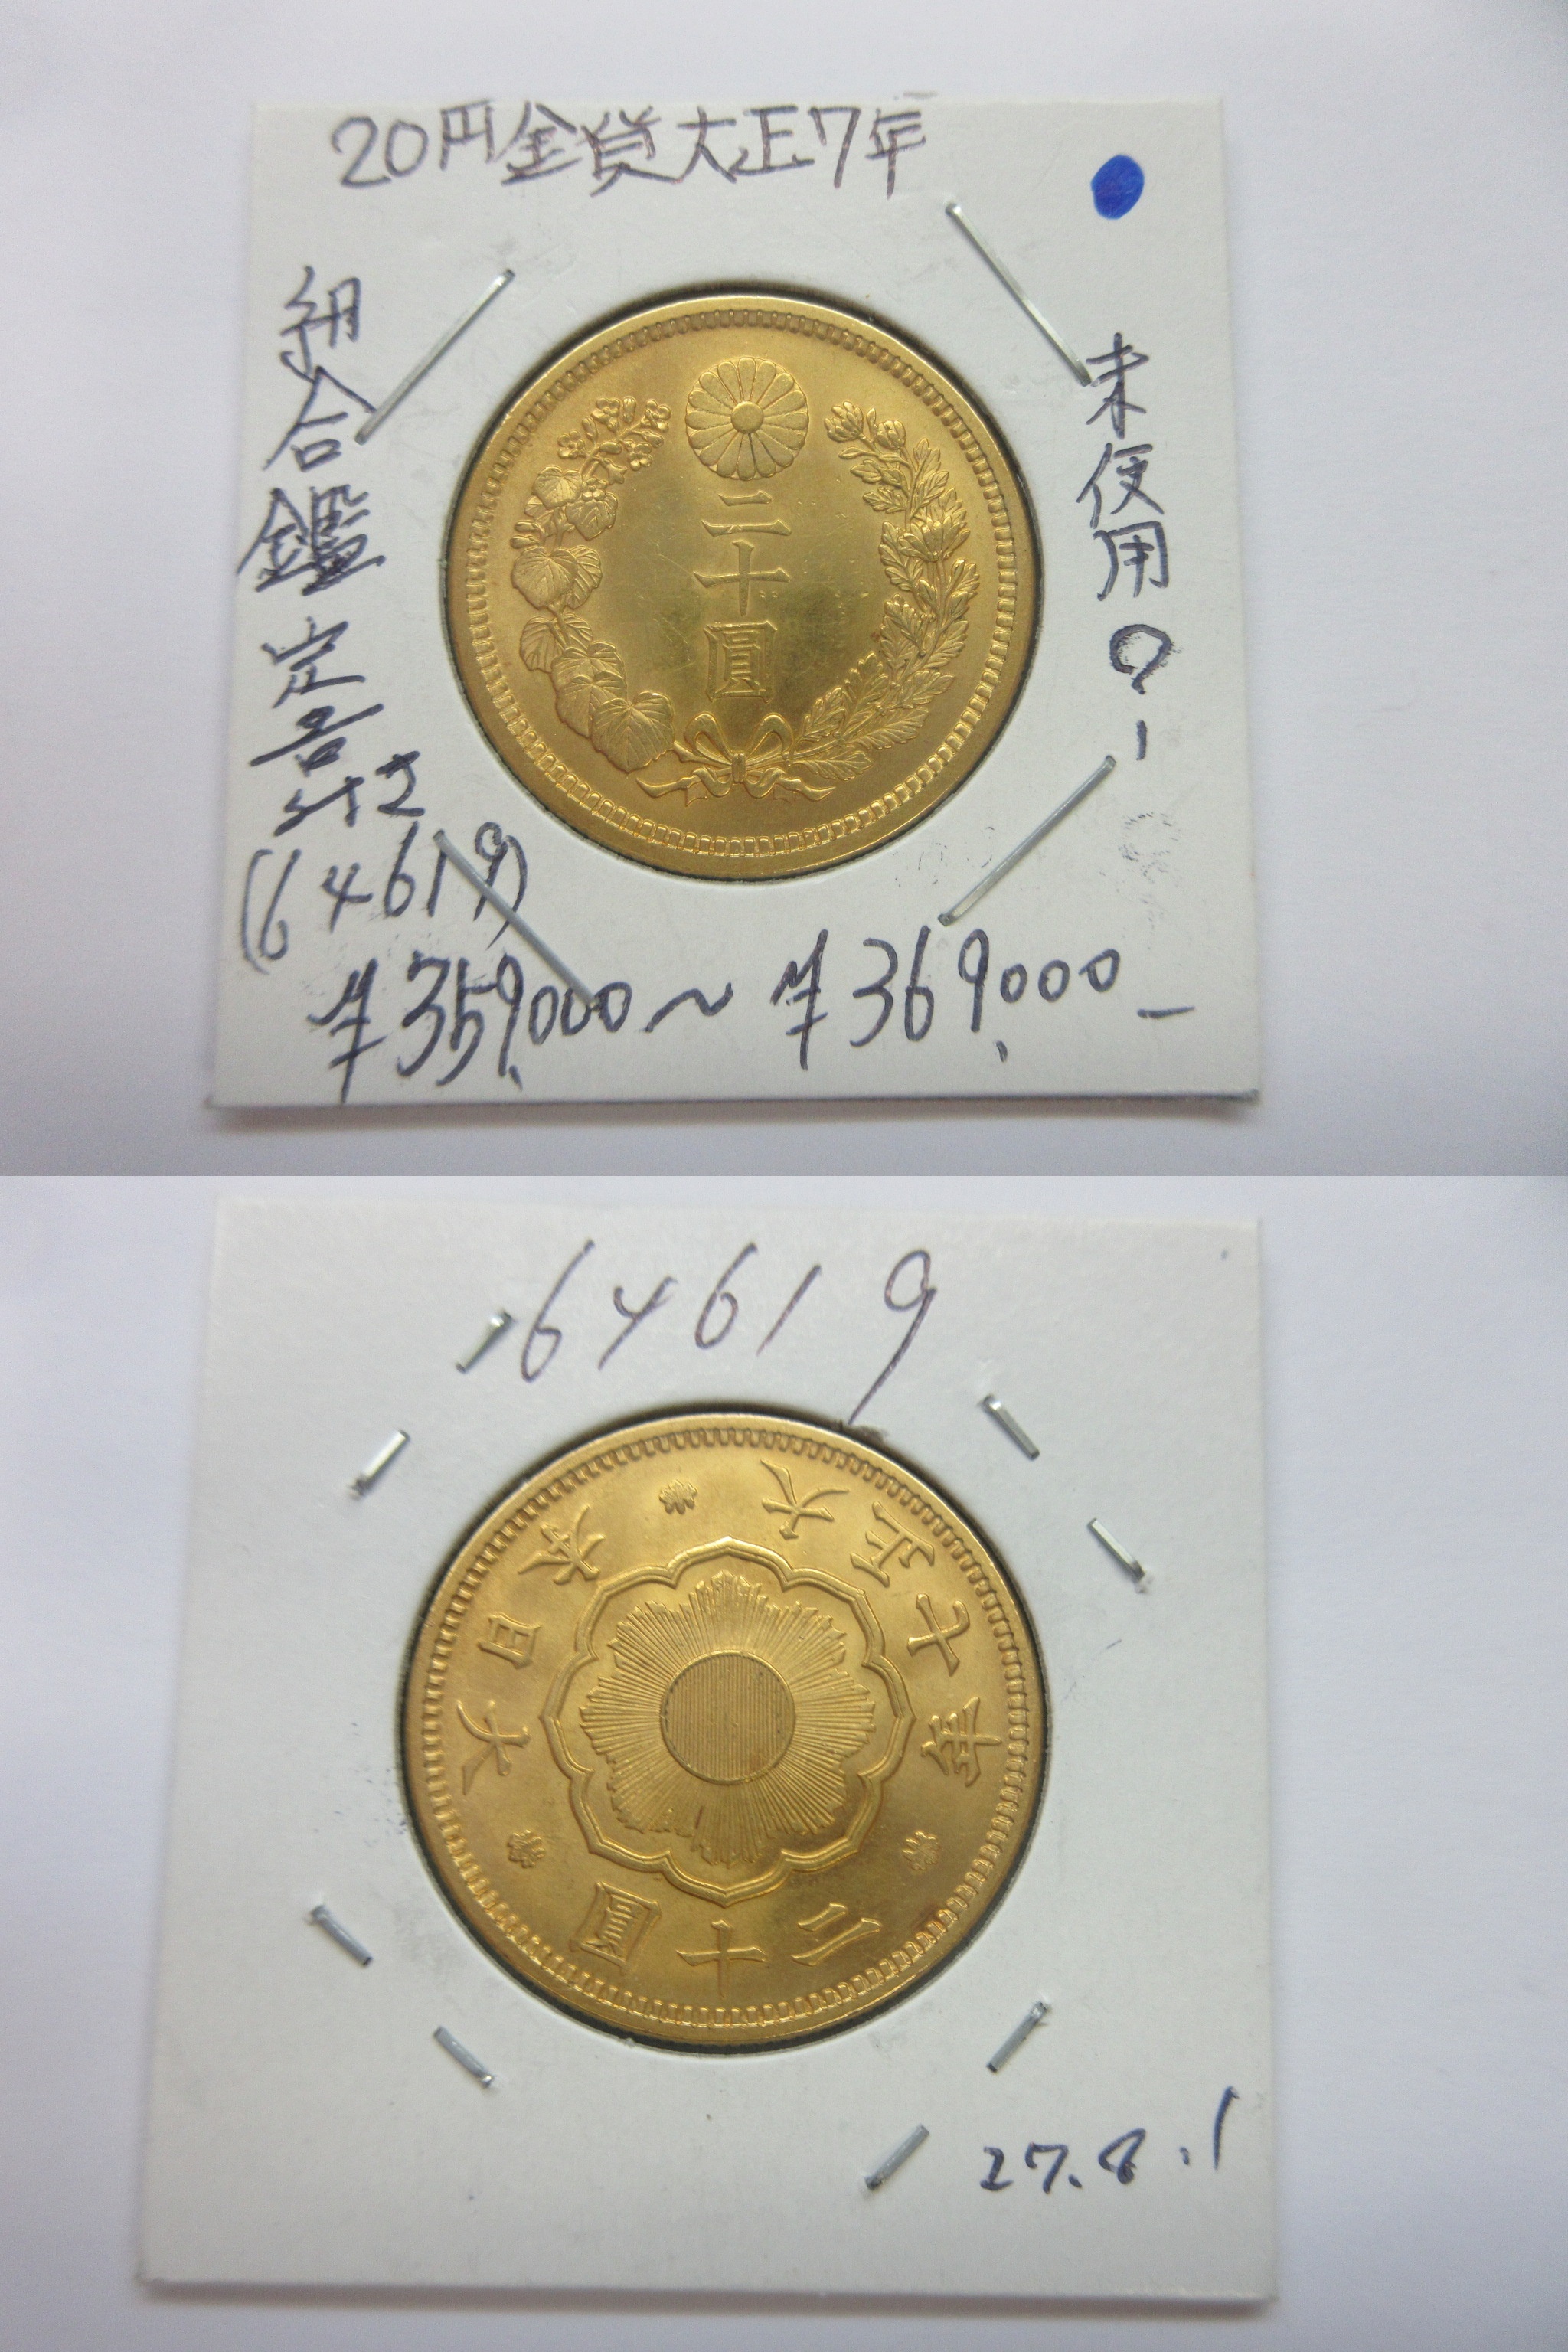 20円金貨大正7年
組合鑑定書付き
(64619)
未使用
¥359,000~¥369,000-
二十圓
64619
大日本
大正七年
二十圓
27.8.1